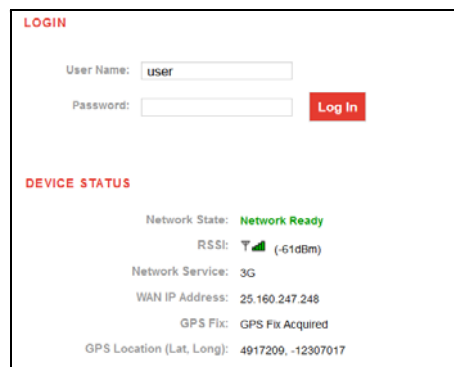 LOGIN
User Name: user
Password:
Log In
DEVICE STATUS
Network State: Network Ready
RSSI: (-61dBm)
Network Service: 3G
WAN IP Address: 25.160.247.248
GPS Fix: GPS Fix Acquired
GPS Location (Lat, Long): 4917209, -12307017